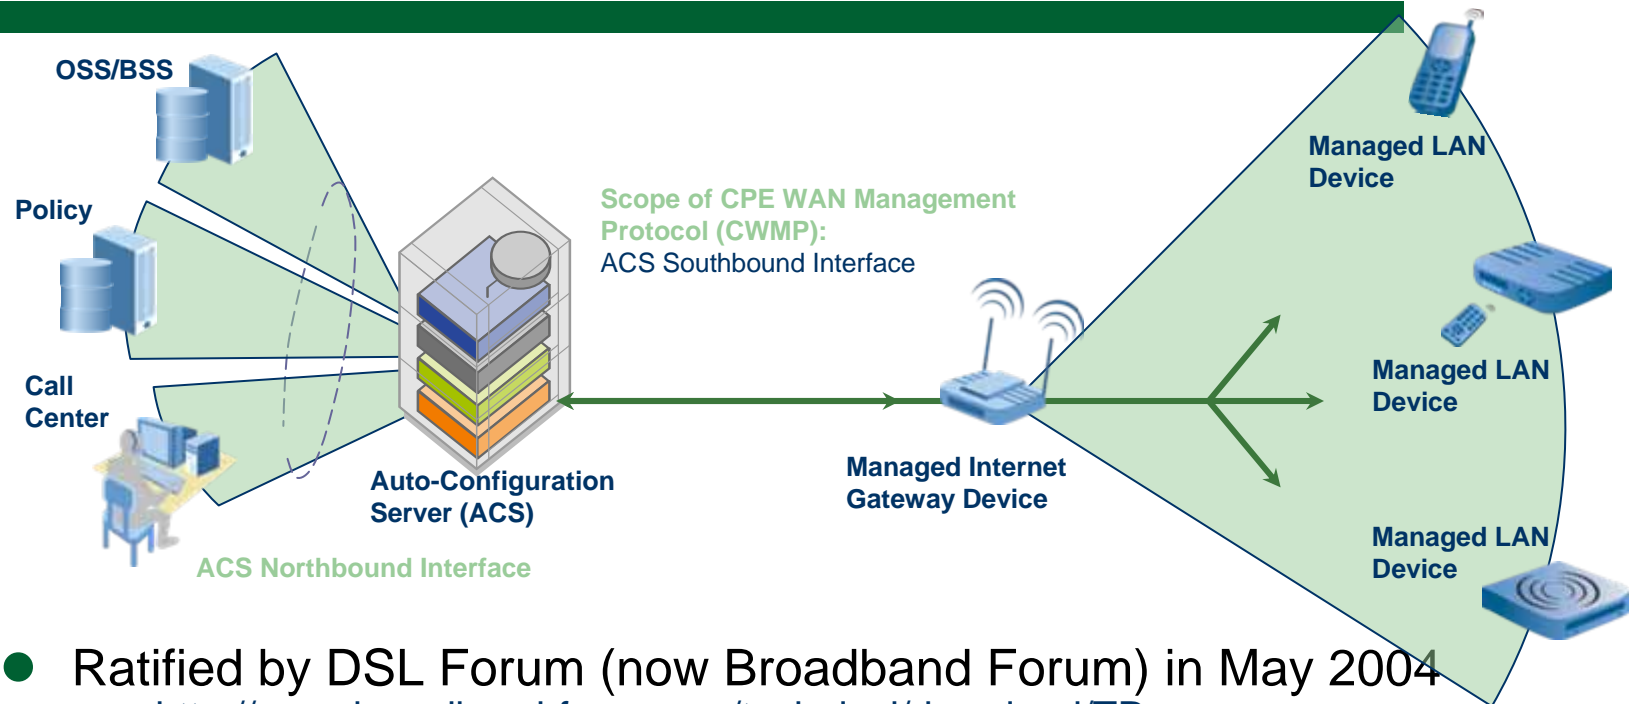 OSS/BSS
Policy
Call
Center
Auto-Configuration
Server (ACS)
ACS Northbound Interface
Scope of CPE WAN Management
Protocol (CWMP):
ACS Southbound Interface
Managed Internet
Gateway Device
Managed LAN
Device
Managed LAN
Device
Managed LAN
Device
Ratified by DSL Forum (now Broadband Forum) in May 2004